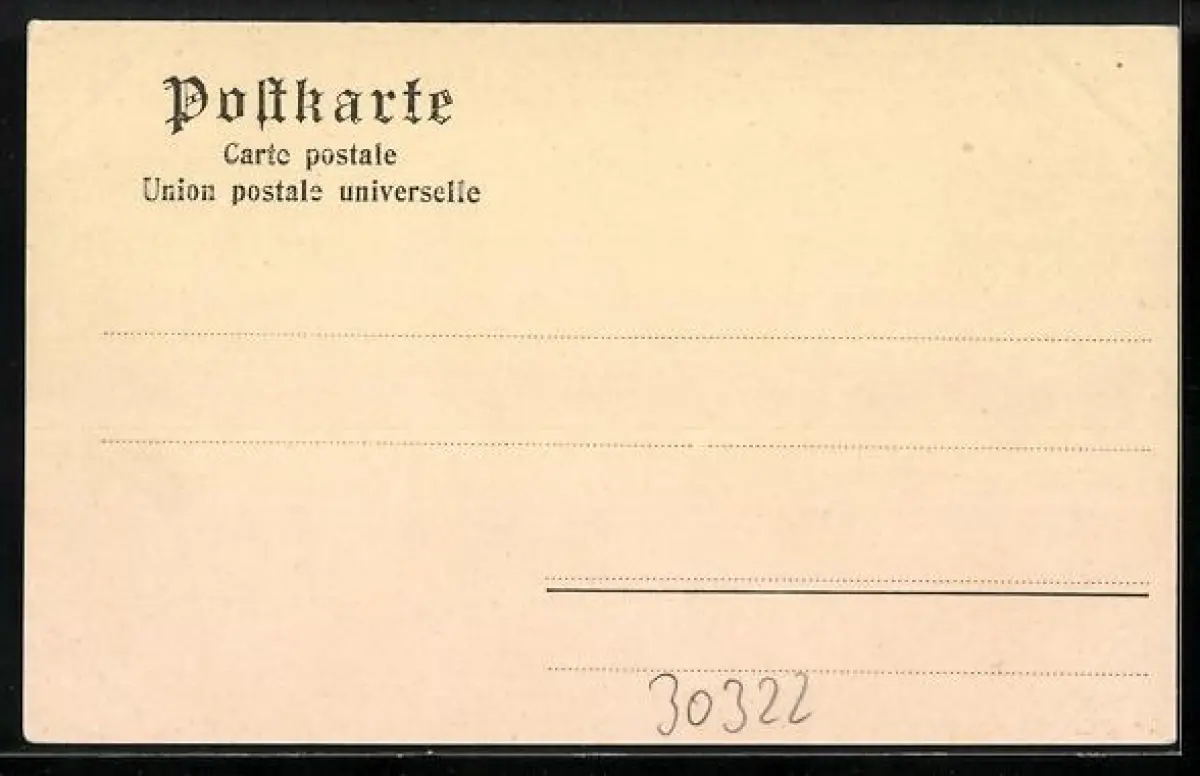 Postkarte
Carte postale
Union postale universelle
30322